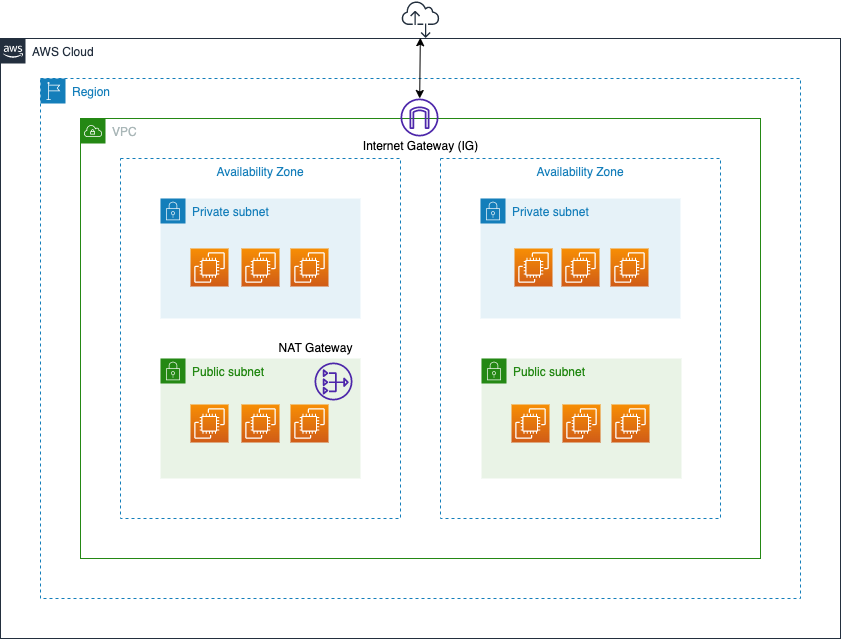 aws
AWS Cloud
Region
VPC
Internet Gateway (IG)
Availability Zone
Availability Zone
Private subnet
Private subnet
NAT Gateway
Public subnet
Public subnet